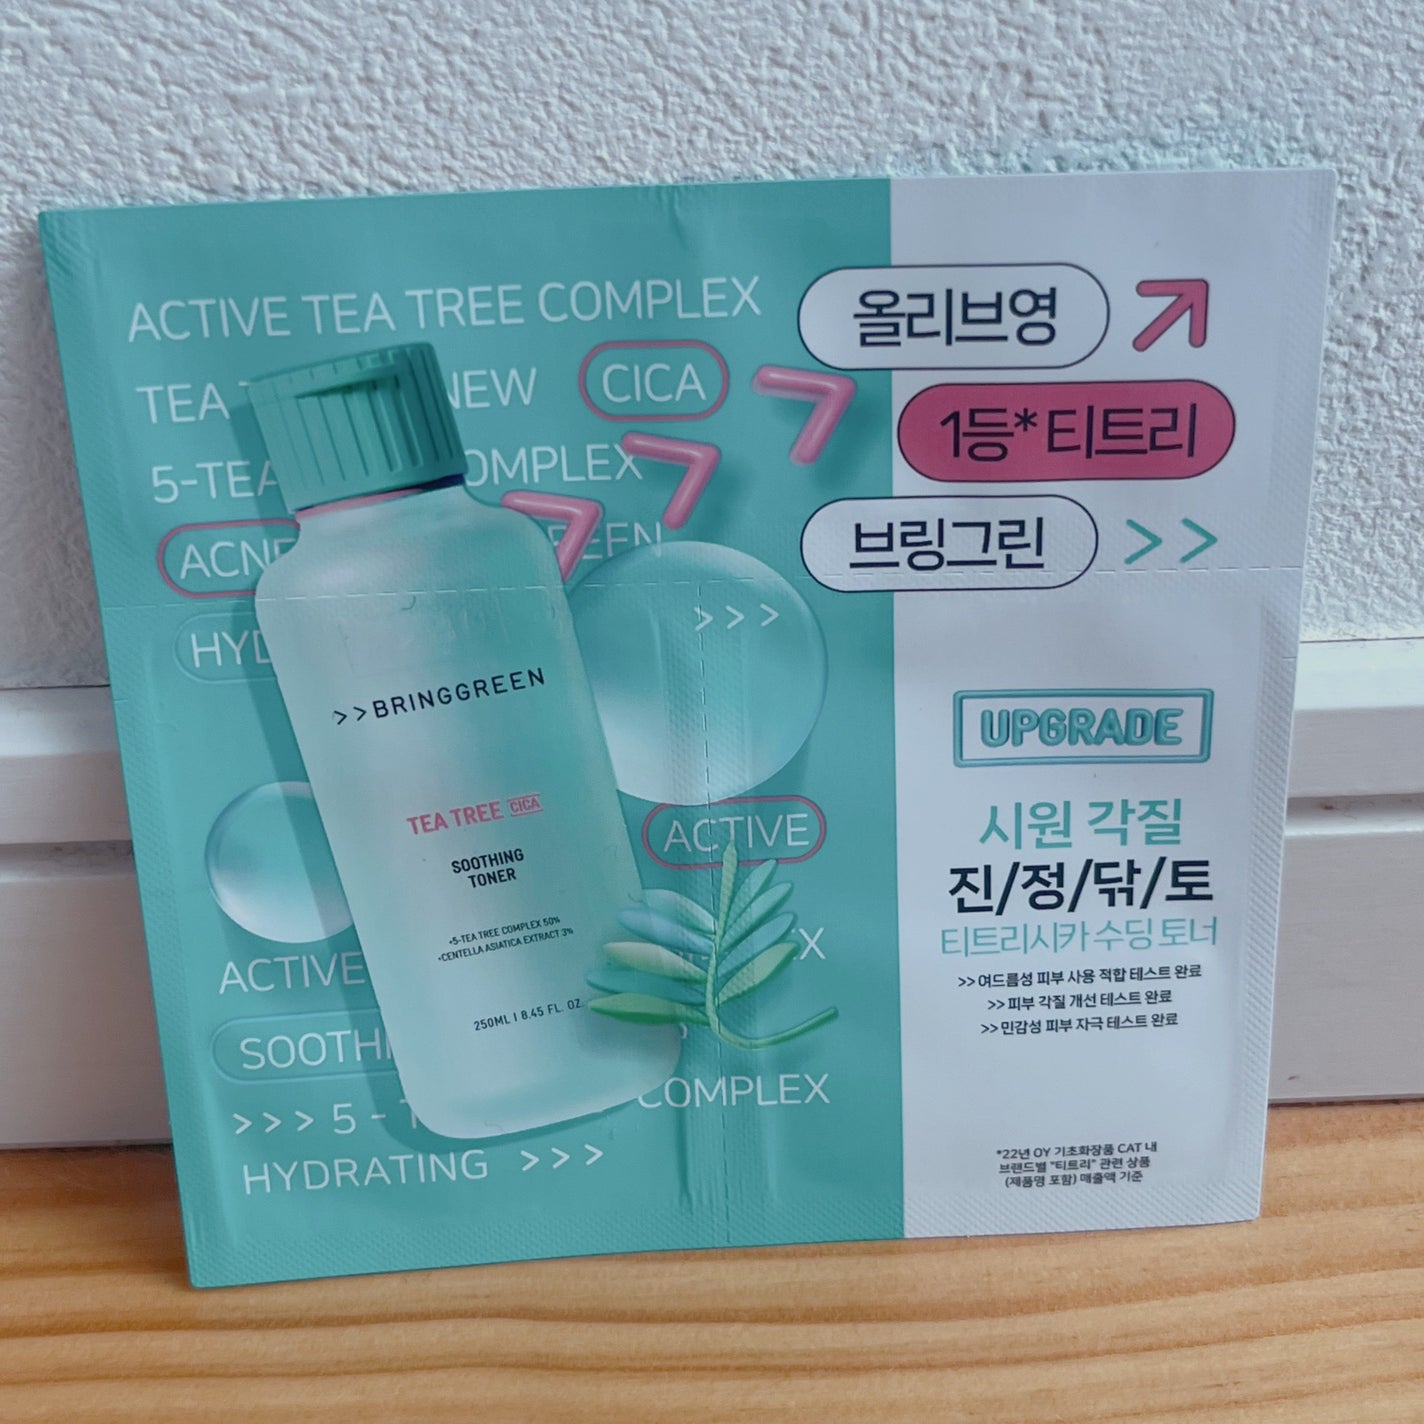 ACTIVE TEA TREE COMPLEX
TEA NEW CICA
5-TEA OMPLEX
ACNE EEN
HYD
>>>
>>BRINGGREEN
TEA TREE CICA
SOOTHING
TONER
•5-TEA TREE COMPLEX 50%
•CENTELLA ASIATICA EXTRACT 3%
250ML I 8.45 FL. OZ.
ACTIVE
ACTIVE X
SOOTHI
>>> 5 - T COMPLEX
HYDRATING >>>
올리브영
1등* 티트리
브링그린 >>
UPGRADE
시원 각질
진/정/닦/토
티트리시카 수딩 토너
>> 여드름성 피부 사용 적합 테스트 완료
>> 피부 각질 개선 테스트 완료
>> 민감성 피부 자극 테스트 완료
*22년 OY 기초화장품 CAT 내
브랜드별 "티트리" 관련 상품
(제품명 포함) 매출액 기준